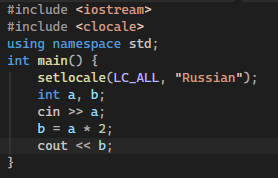 #include <iostream>
#include <clocale>
using namespace std;
int main() {
    setlocale(LC_ALL, "Russian");
    int a, b;
    cin >> a;
    b = a * 2;
    cout << b;
}